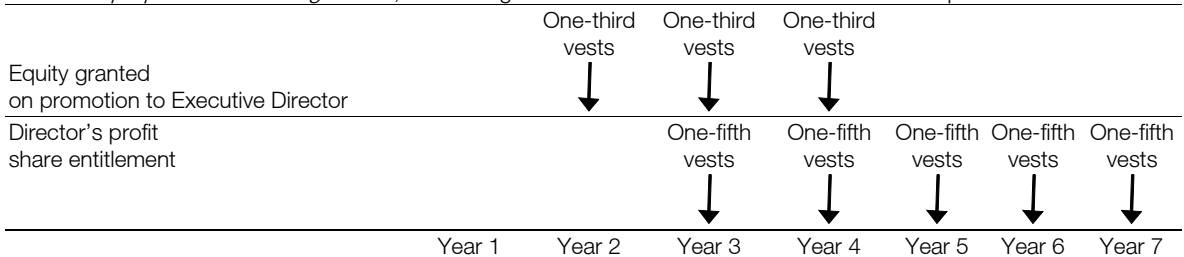 One-third One-third One-third
vests vests vests
Equity granted
on promotion to Executive Director
Director’s profit One-fifth One-fifth One-fifth One-fifth One-fifth
share entitlement vests vests vests vests vests
Year 1 Year 2 Year 3 Year 4 Year 5 Year 6 Year 7